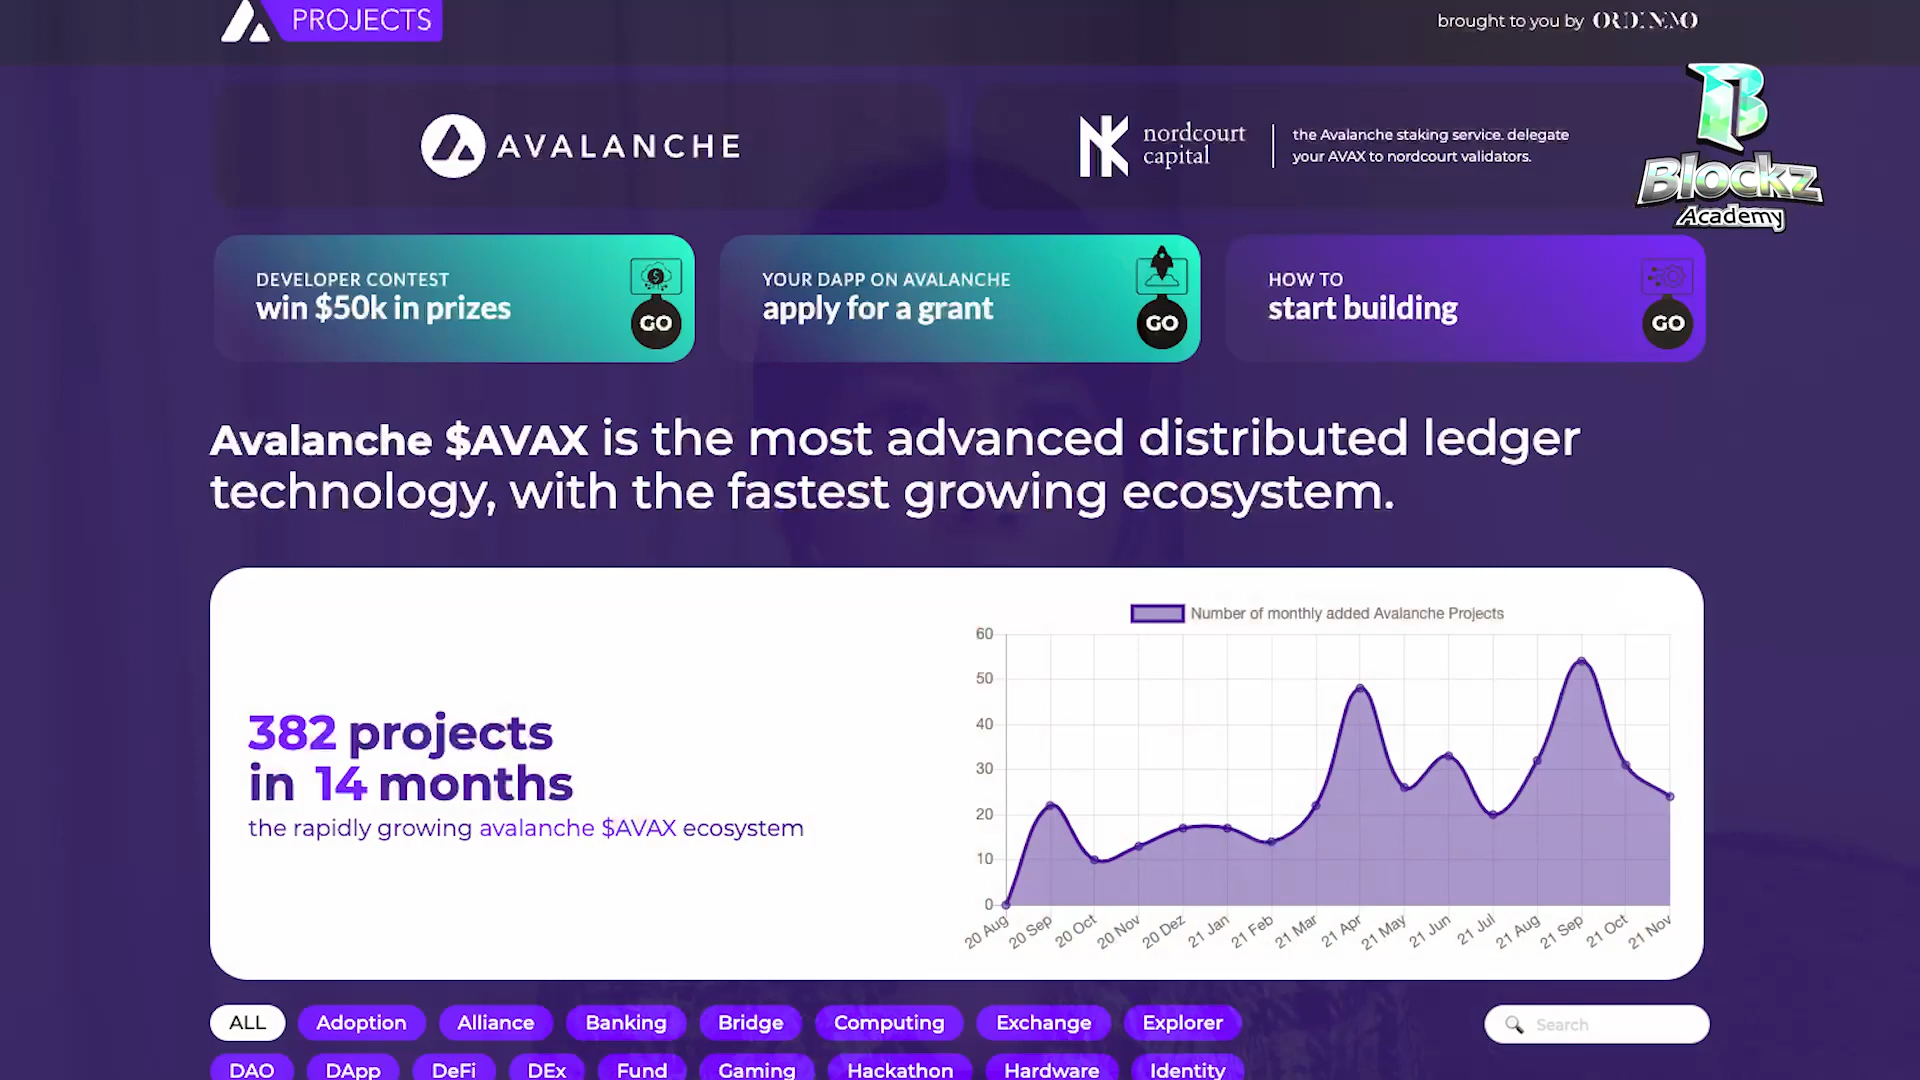 PROJECTS
brought to you by ORDINMO
AVALANCHE
nordcourt
capital
the Avalanche staking service. delegate
your AVAX to nordcourt validators.
Blockz
Academy
DEVELOPER CONTEST
win $50k in prizes
GO
YOUR DAPP ON AVALANCHE
apply for a grant
GO
HOW TO
start building
GO
Avalanche $AVAX is the most advanced distributed ledger
technology, with the fastest growing ecosystem.
382 projects
in 14 months
the rapidly growing avalanche $AVAX ecosystem
Number of monthly added Avalanche Projects
60
50
40
30
20
10
0
20 Aug
20 Sep
20 Oct
20 Nov
20 Dez
21 Jan
21 Feb
21 Mar
21 Apr
21 May
21 Jun
21 Jul
21 Aug
21 Sep
21 Oct
21 Nov
ALL Adoption Alliance Banking Bridge Computing Exchange Explorer
Search
DAO DApp DeFi DEx Fund Gaming Hackathon Hardware Identity